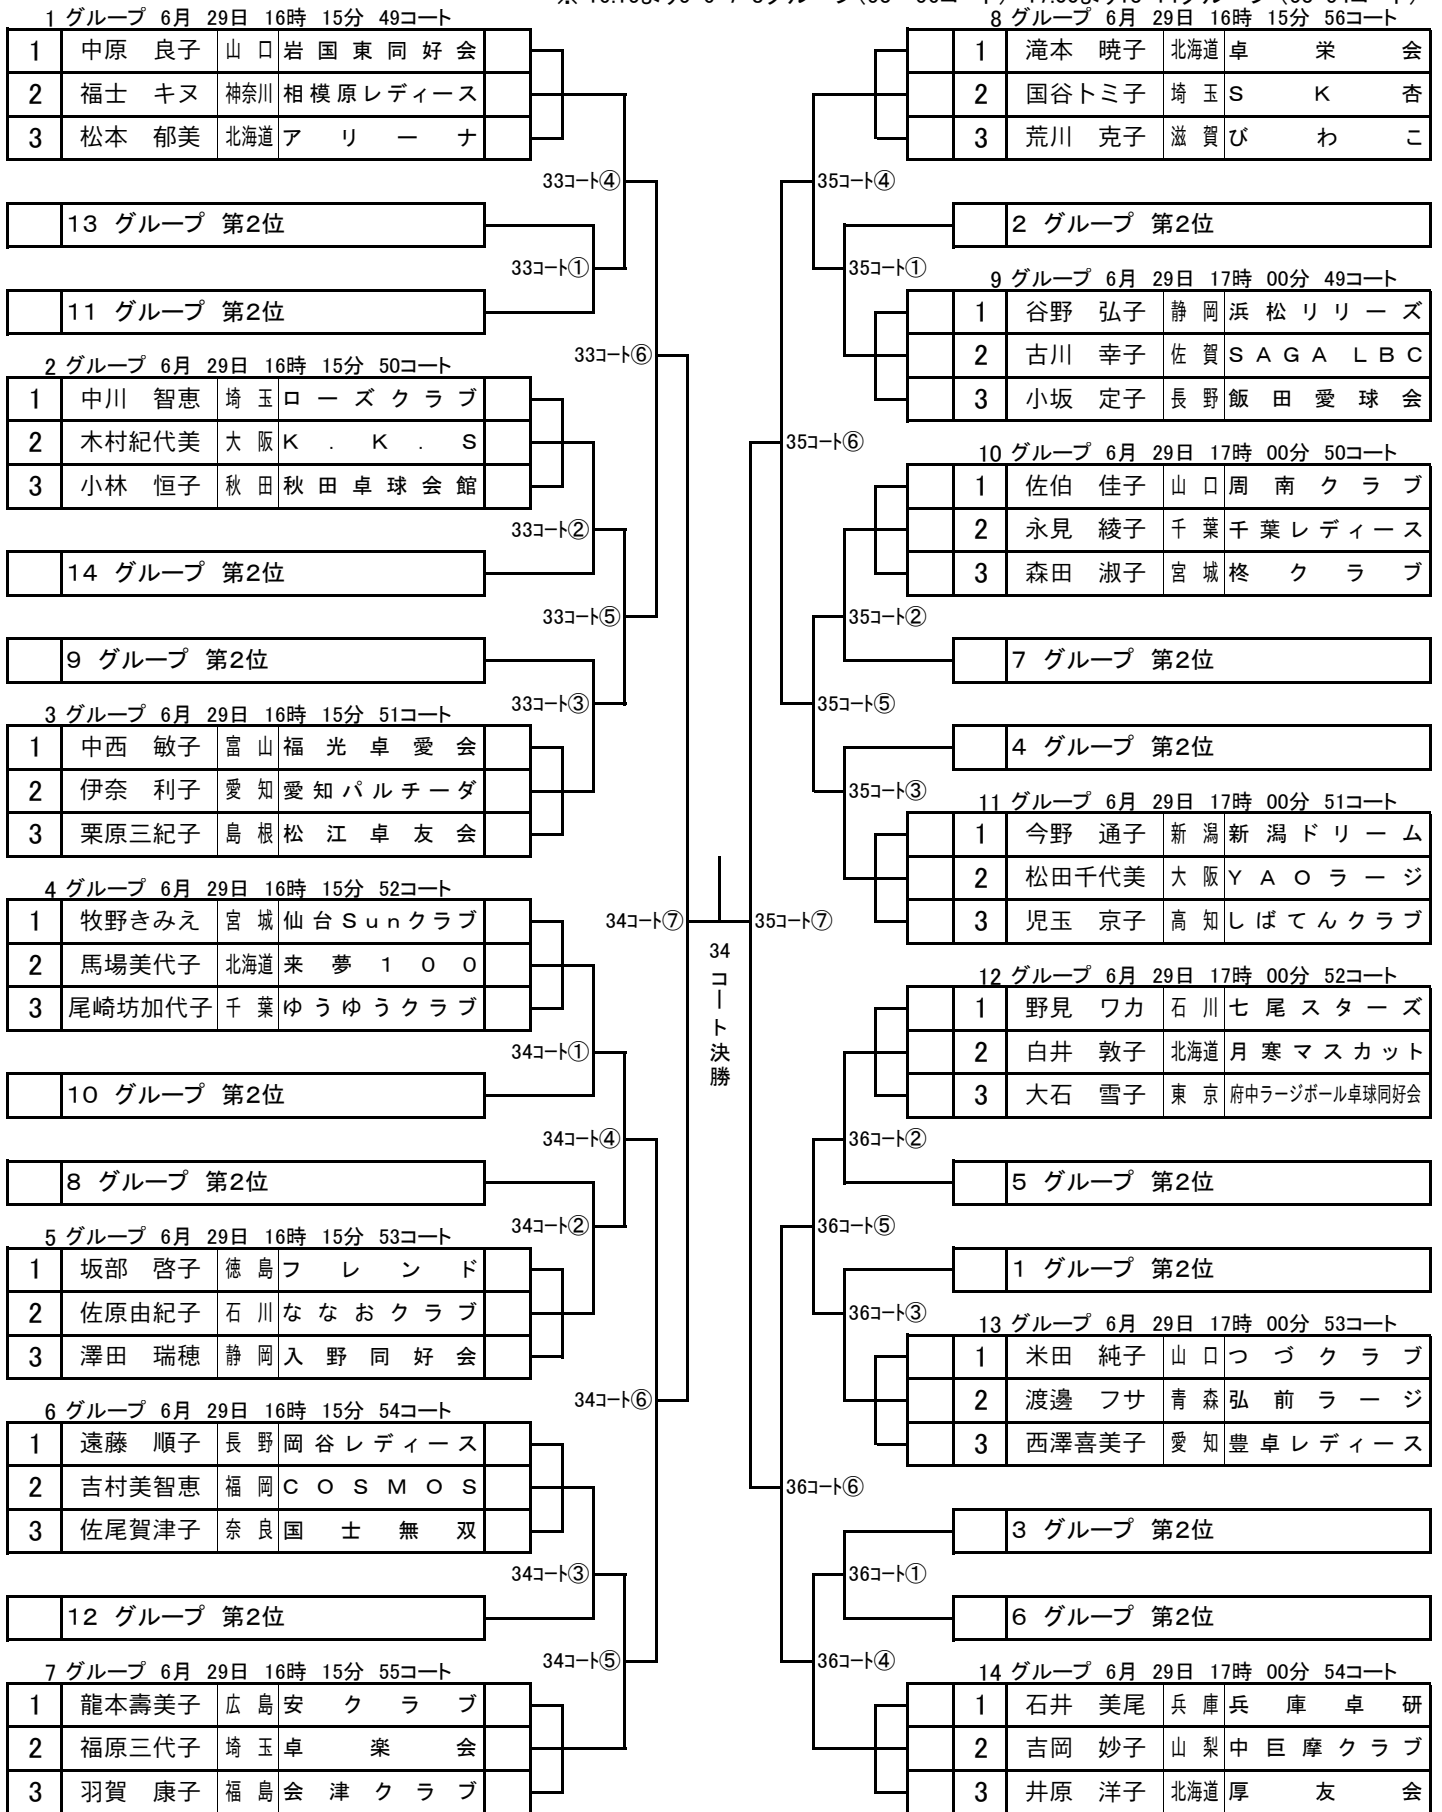 1 グループ 6月 29日 16時 15分 49コート
1 中原 良子 山口 岩国東同好会
2 福士 キヌ 神奈川 相模原レディース
3 松本 郁美 北海道 アリーナ
33コート④
13 グループ 第2位
33コート①
11 グループ 第2位
33コート⑥
2 グループ 6月 29日 16時 15分 50コート
1 中川 智恵 埼玉 ローズクラブ
2 木村紀代美 大阪 K.K.S
3 小林 恒子 秋田 秋田卓球会館
33コート②
14 グループ 第2位
33コート⑤
9 グループ 第2位
33コート③
3 グループ 6月 29日 16時 15分 51コート
1 中西 敏子 富山 福光卓愛会
2 伊奈 利子 愛知 愛知パルチーダ
3 栗原三紀子 島根 松江卓友会
4 グループ 6月 29日 16時 15分 52コート
1 牧野きみえ 宮城 仙台Sunクラブ
2 馬場美代子 北海道 来夢100
3 尾崎坊加代子 千葉 ゆうゆうクラブ
34コート⑦
34コート①
10 グループ 第2位
34コート④
8 グループ 第2位
34コート②
5 グループ 6月 29日 16時 15分 53コート
1 坂部 啓子 徳島 フレンド
2 佐原由紀子 石川 ななおクラブ
3 澤田 瑞穂 静岡 入野同好会
34コート⑥
6 グループ 6月 29日 16時 15分 54コート
1 遠藤 順子 長野 岡谷レディース
2 吉村美智恵 福岡 COSMOS
3 佐尾賀津子 奈良 国士無双
34コート③
12 グループ 第2位
34コート⑤
7 グループ 6月 29日 16時 15分 55コート
1 龍本壽美子 広島 安クラブ
2 福原三代子 埼玉 卓楽会
3 羽賀 康子 福島 会津クラブ
34コート決勝
8 グループ 6月 29日 16時 15分 56コート
1 滝本 暁子 北海道 卓栄会
2 国谷トミ子 埼玉 SK杏
3 荒川 克子 滋賀 びわこ
35コート④
2 グループ 第2位
35コート①
9 グループ 6月 29日 17時 00分 49コート
1 谷野 弘子 静岡 浜松リリーズ
2 古川 幸子 佐賀 SAGA LBC
3 小坂 定子 長野 飯田愛球会
35コート⑥
10 グループ 6月 29日 17時 00分 50コート
1 佐伯 佳子 山口 周南クラブ
2 永見 綾子 千葉 千葉レディース
3 森田 淑子 宮城 柊クラブ
35コート②
7 グループ 第2位
35コート⑤
4 グループ 第2位
35コート③
11 グループ 6月 29日 17時 00分 51コート
1 今野 通子 新潟 新潟ドリーム
2 松田千代美 大阪 YAOラージ
3 児玉 京子 高知 しばてんクラブ
35コート⑦
12 グループ 6月 29日 17時 00分 52コート
1 野見 ワカ 石川 七尾スターズ
2 白井 敦子 北海道 月寒マスカット
3 大石 雪子 東京 府中ラージボール卓球同好会
36コート②
5 グループ 第2位
36コート⑤
1 グループ 第2位
36コート③
13 グループ 6月 29日 17時 00分 53コート
1 米田 純子 山口 つづクラブ
2 渡邊 フサ 青森 弘前ラージ
3 西澤喜美子 愛知 豊卓レディース
36コート⑥
3 グループ 第2位
36コート①
6 グループ 第2位
36コート④
14 グループ 6月 29日 17時 00分 54コート
1 石井 美尾 兵庫 兵庫卓研
2 吉岡 妙子 山梨 中巨摩クラブ
3 井原 洋子 北海道 厚友会